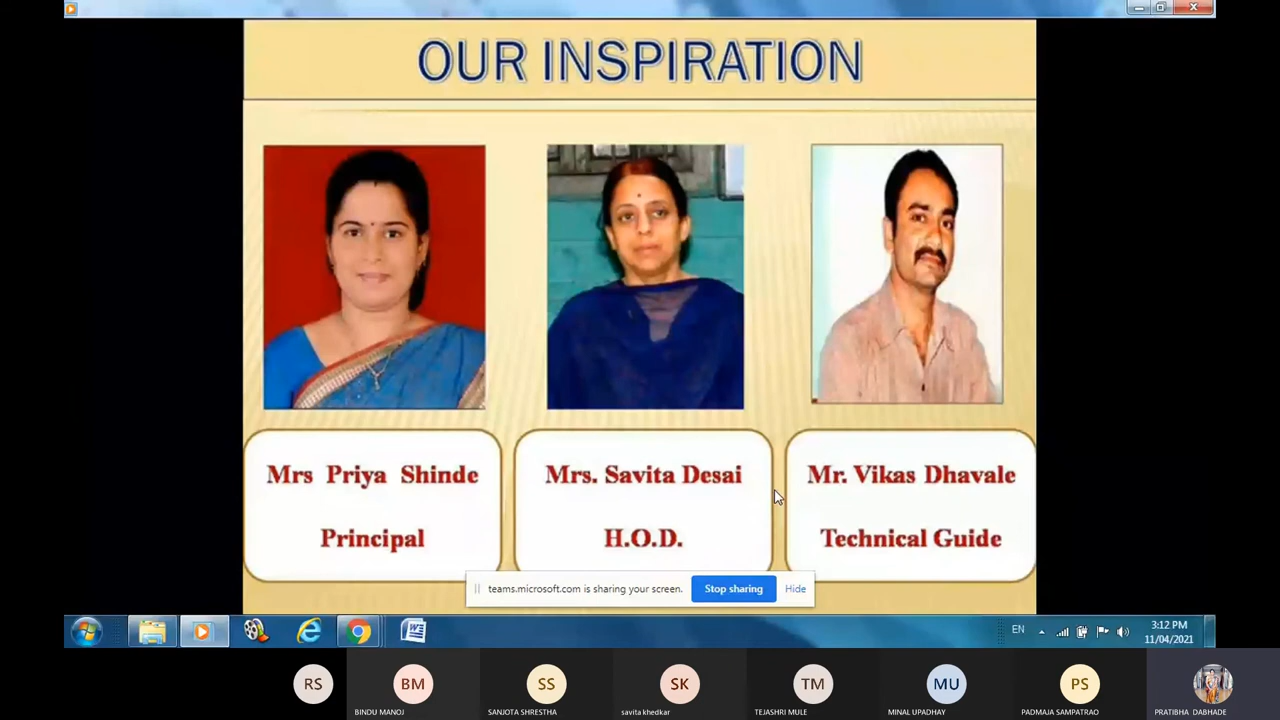 OUR INSPIRATION
Mrs Priya Shinde
Principal
Mrs. Savita Desai
H.O.D.
Mr. Vikas Dhavale
Technical Guide
teams.microsoft.com is sharing your screen.
Stop sharing
Hide
EN
3:12 PM
11/04/2021
RS
BM
SS
SK
TM
MU
PS
BINDU MANOJ
SANJOTA SHRESTHA
savita khedkar
TEJASHRI MULE
MINAL UPADHAY
PADMAJA SAMPATRAO
PRATIBHA DABHADE